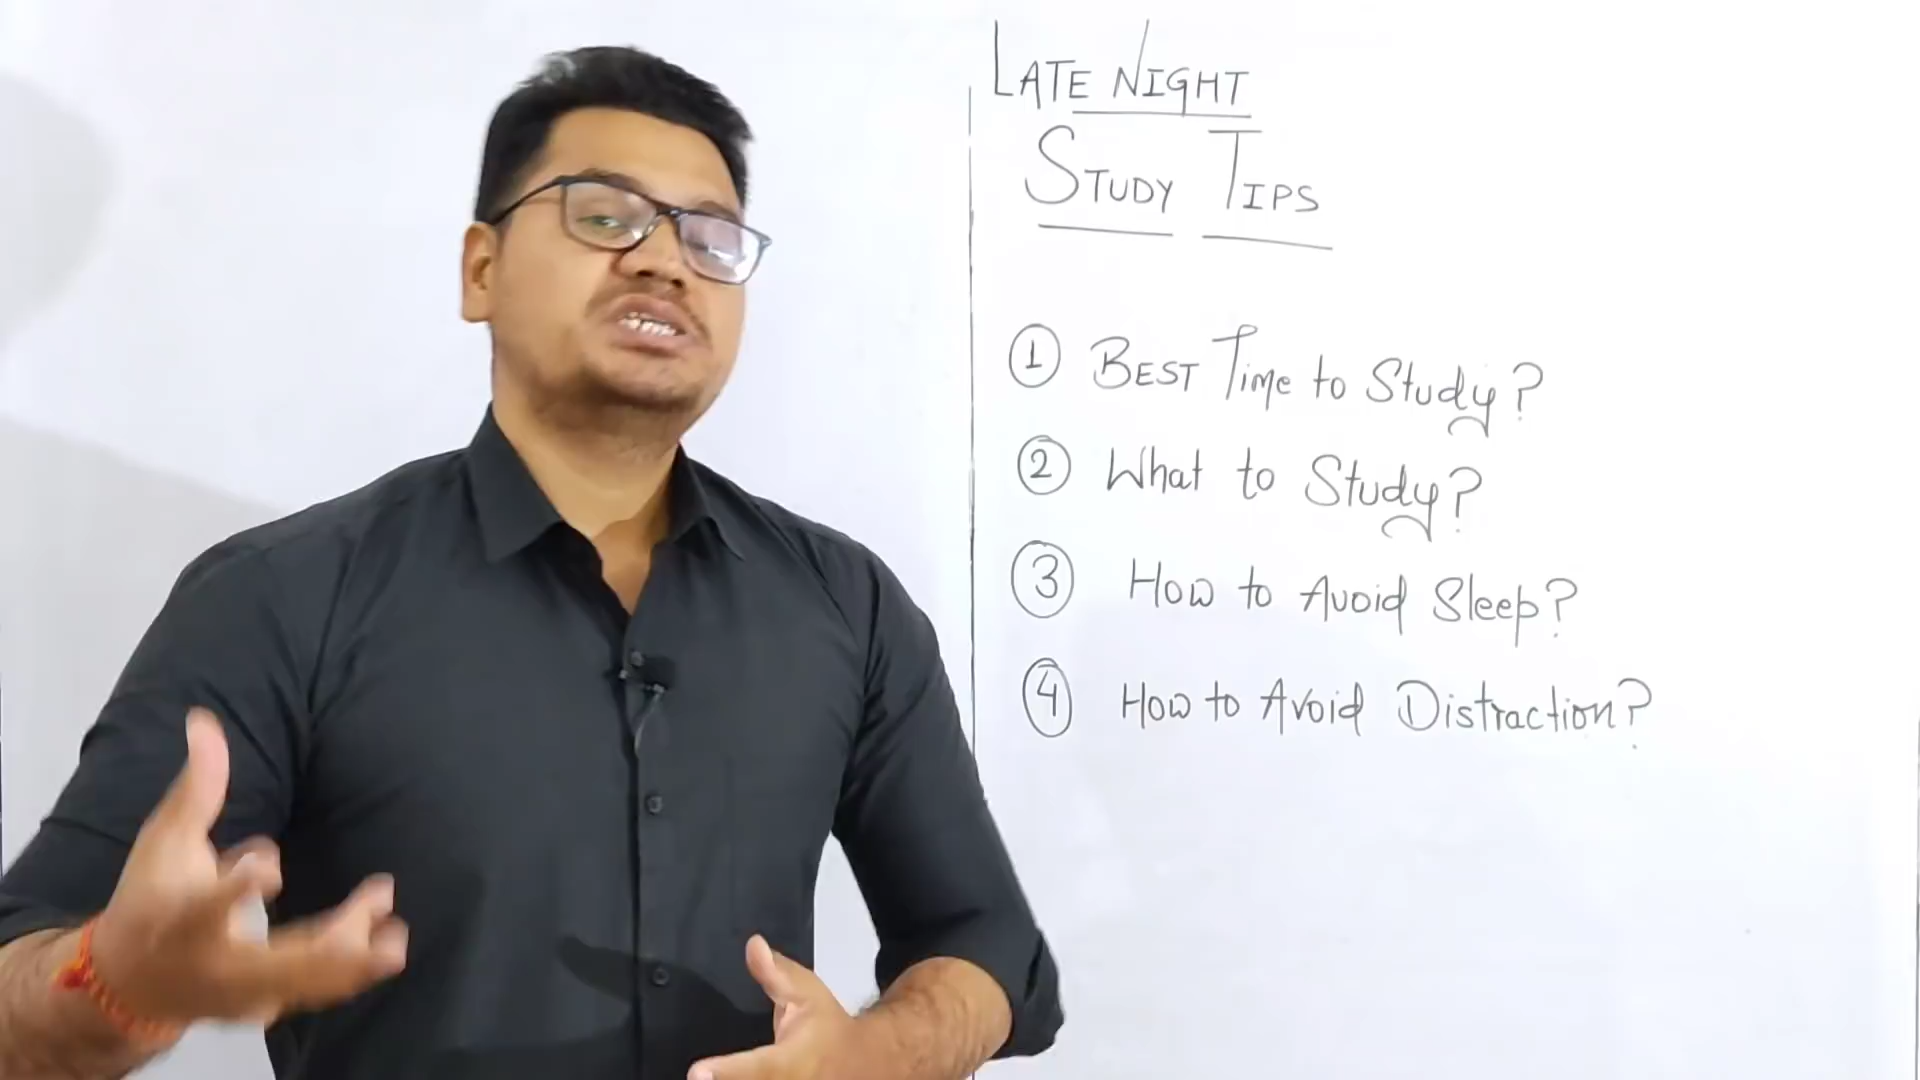 LATE NIGHT
STUDY TIPS
① BEST Time to Study?
② What to Study?
③ How to Avoid Sleep?
④ How to Avoid Distraction?